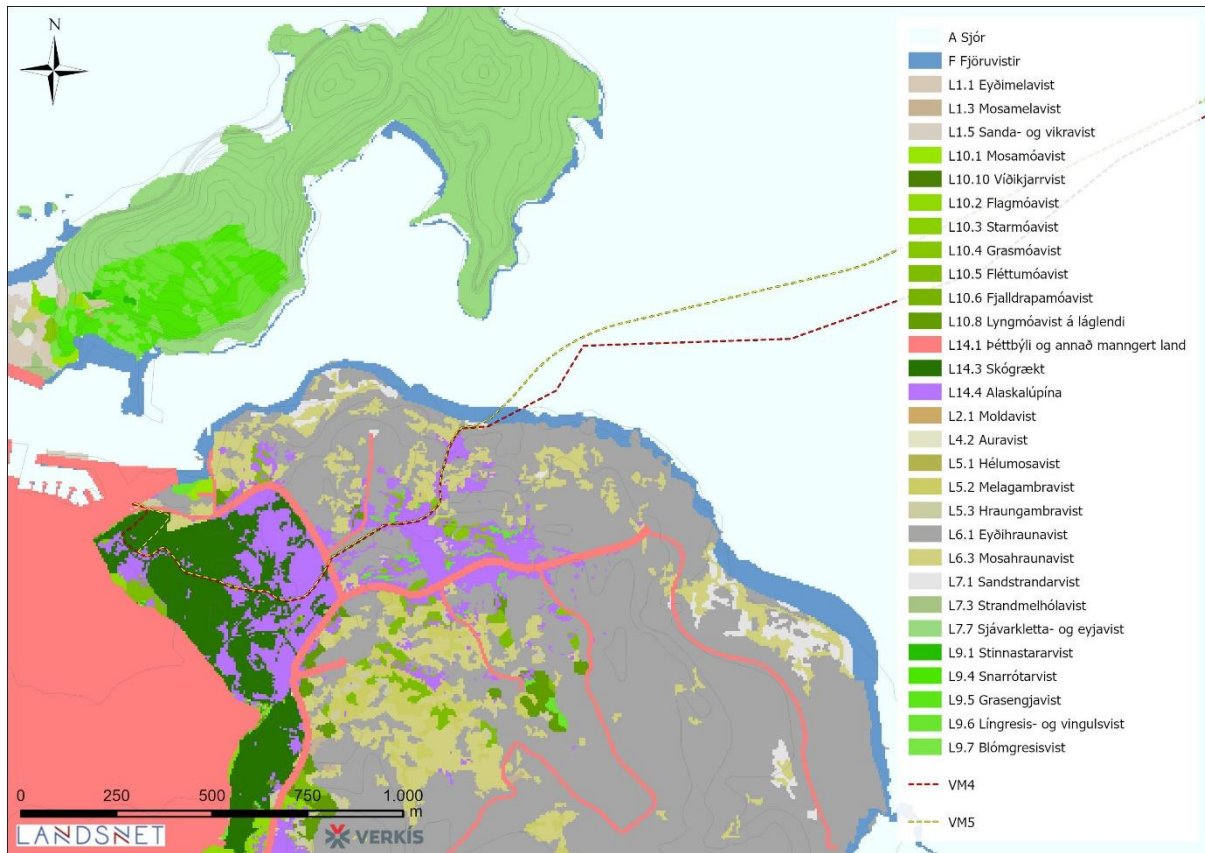 N
A Sjór
F Fjöruvistir
L1.1 Eyðimelavist
L1.3 Mosamelavist
L1.5 Sanda- og vikravist
L10.1 Mosamóavist
L10.10 Víðikjarrvist
L10.2 Flagmóavist
L10.3 Starmóavist
L10.4 Grasmóavist
L10.5 Fléttumóavist
L10.6 Fjalldrapamóavist
L10.8 Lyngmóavist á láglendi
L14.1 Þéttbýli og annað manngert land
L14.3 Skógrækt
L14.4 Alaskalúpína
L2.1 Moldavist
L4.2 Auravist
L5.1 Hélumosavist
L5.2 Melagambravist
L5.3 Hraungambravist
L6.1 Eyðihraunavist
L6.3 Mosahraunavist
L7.1 Sandstrandarvist
L7.3 Strandmelhólavist
L7.7 Sjávarkletta- og eyjavist
L9.1 Stinnastararvist
L9.4 Snarrótarvist
L9.5 Grasengjavist
L9.6 Língresis- og vingulsvist
L9.7 Blómgresisvist
VM4
VM5
0 250 500 750 1.000
m
LANDSNET VERKÍS